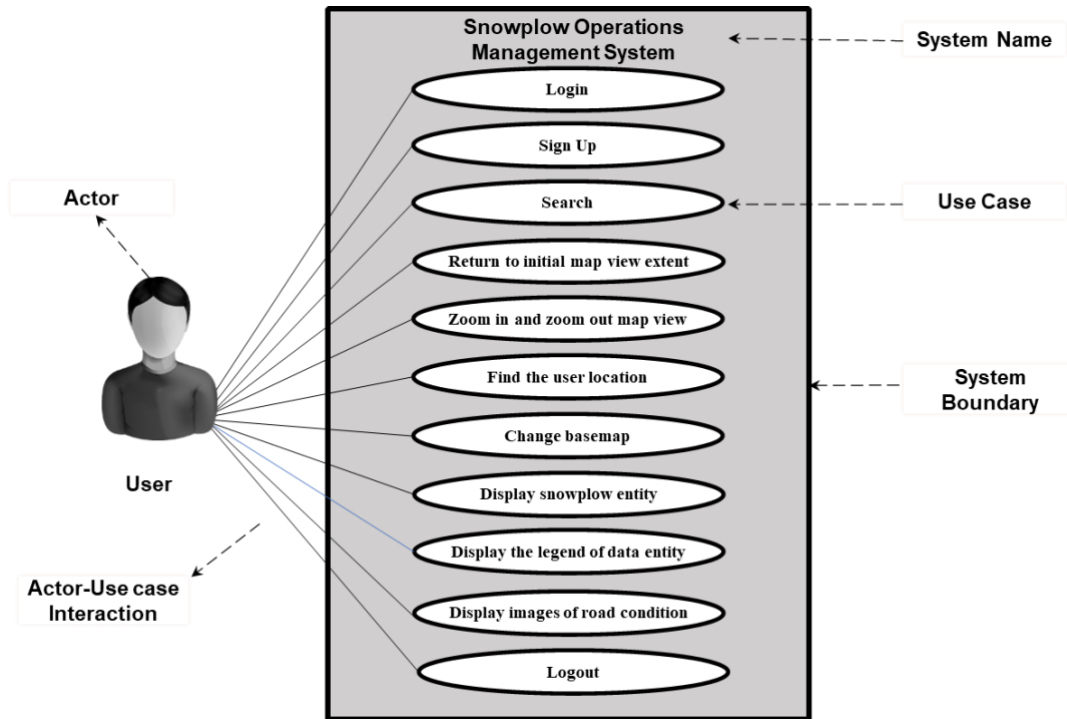 Snowplow Operations
Management System
System Name
Login
Sign Up
Actor
Search
Use Case
Return to initial map view extent
Zoom in and zoom out map view
Find the user location
System
Boundary
Change basemap
User
Display snowplow entity
Display the legend of data entity
Actor-Use case
Interaction
Display images of road condition
Logout